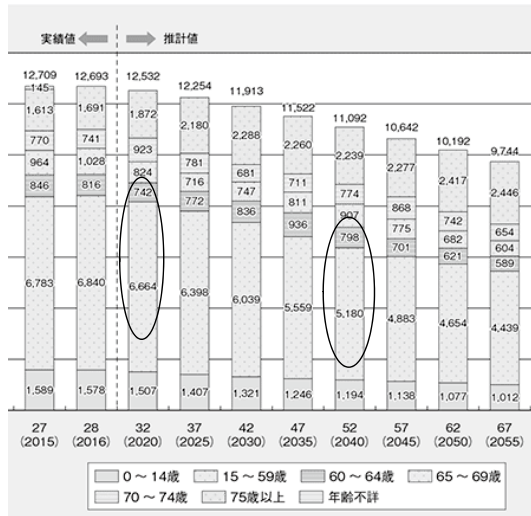 実績値 推計値
12,709 12,693 12,532 12,254 11,913 11,522 11,092 10,642 10,192 9,744
145
1,613 1,691 1,872 2,180 2,288 2,260 2,239 2,277 2,417 2,446
770 741 923 781 681 711 774 868 742 654
964 1,028 824 716 747 811 907 775 682 604
846 816 742 772 836 936 798 701 621 589
6,783 6,840 6,664 6,398 6,039 5,559 5,180 4,883 4,654 4,439
1,589 1,578 1,507 1,407 1,321 1,246 1,194 1,138 1,077 1,012
27 28 32 37 42 47 52 57 62 67
(2015) (2016) (2020) (2025) (2030) (2035) (2040) (2045) (2050) (2055)
0～14歳 15～59歳 60～64歳 65～69歳
70～74歳 75歳以上 年齢不詳